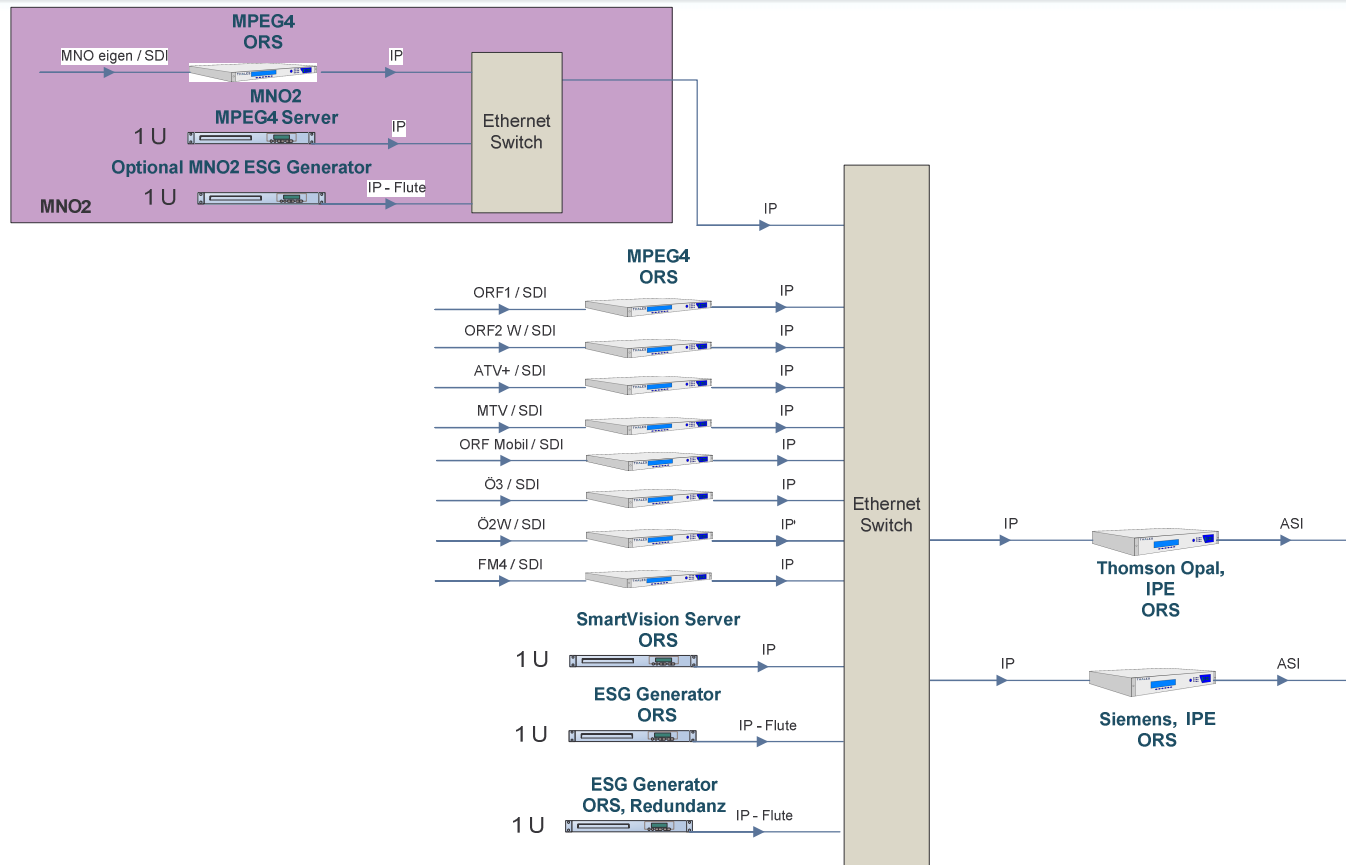 MPEG4
ORS
MNO eigen / SDI
IP
MNO2
MPEG4 Server
1 U
IP
Optional MNO2 ESG Generator
1 U
IP - Flute
MNO2
Ethernet
Switch
IP
MPEG4
ORS
ORF1 / SDI
IP
ORF2 W / SDI
IP
ATV+ / SDI
IP
MTV / SDI
IP
ORF Mobil / SDI
IP
Ö3 / SDI
IP
Ö2W / SDI
IP
FM4 / SDI
IP
SmartVision Server
ORS
1 U
IP
ESG Generator
ORS
1 U
IP - Flute
ESG Generator
ORS, Redundanz
1 U
IP - Flute
Ethernet
Switch
IP
ASI
Thomson Opal,
IPE
ORS
IP
ASI
Siemens, IPE
ORS